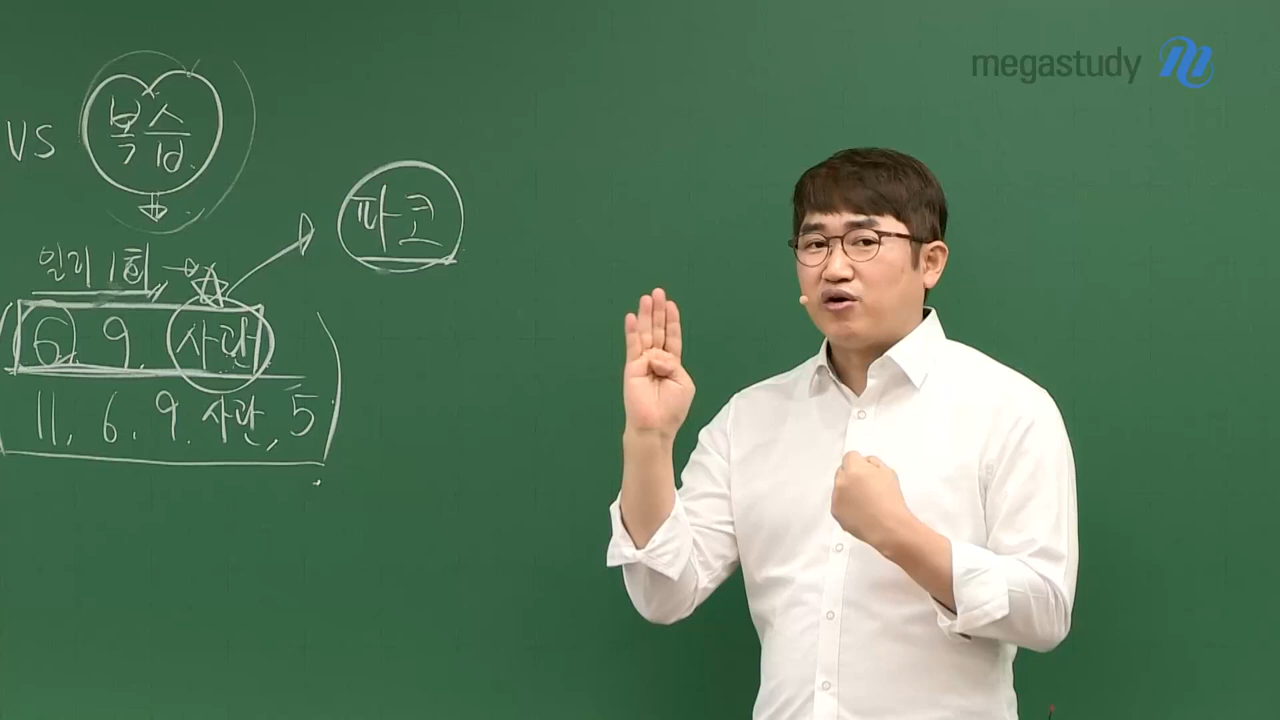 megastudy
VS 복습
파코
일리 1회 →
6, 9, 사관
11, 6, 9, 사관, 5